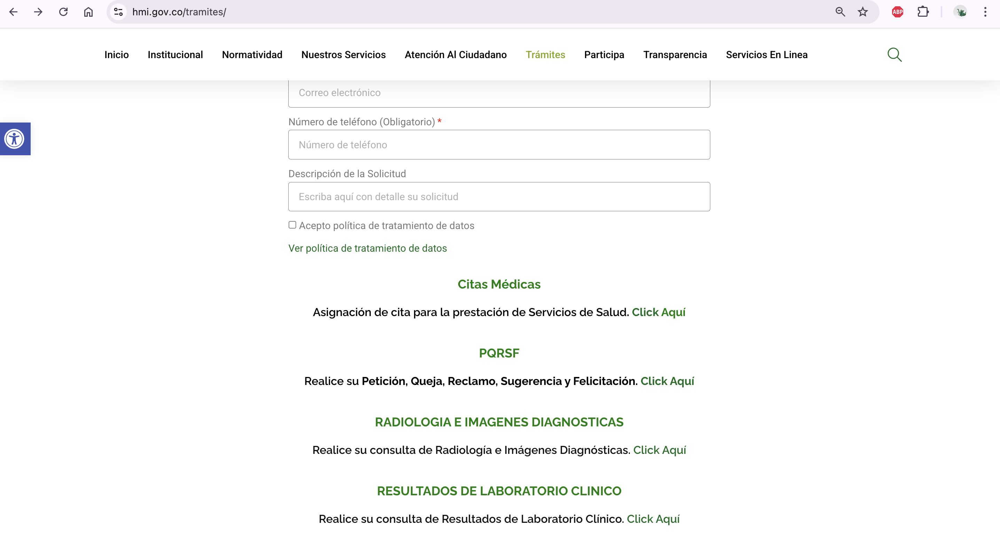 hmi.gov.co/tramites/
ABP
Inicio Institucional Normatividad Nuestros Servicios Atención Al Ciudadano Trámites Participa Transparencia Servicios En Linea
Correo electrónico
Número de teléfono (Obligatorio) *
Número de teléfono
Descripción de la Solicitud
Escriba aquí con detalle su solicitud
Acepto política de tratamiento de datos
Ver política de tratamiento de datos
Citas Médicas
Asignación de cita para la prestación de Servicios de Salud. Click Aquí
PQRSF
Realice su Petición, Queja, Reclamo, Sugerencia y Felicitación. Click Aquí
RADIOLOGIA E IMAGENES DIAGNOSTICAS
Realice su consulta de Radiología e Imágenes Diagnósticas. Click Aquí
RESULTADOS DE LABORATORIO CLINICO
Realice su consulta de Resultados de Laboratorio Clínico. Click Aquí